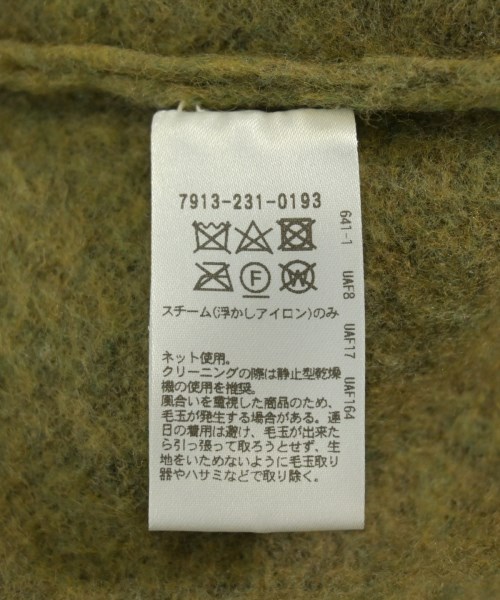 7913-231-0193
F W
スチーム(浮かしアイロン)のみ
ネット使用。
クリーニングの際は静止型乾燥
機の使用を推奨。
風合いを重視した商品のため、
毛玉が発生する場合がある。連
日の着用は避け、毛玉が出来た
ら引っ張って取ろうとせず、生
地をいためないように毛玉取り
器やハサミなどで取り除く。
641-1 UAF8 UAF17 UAF164